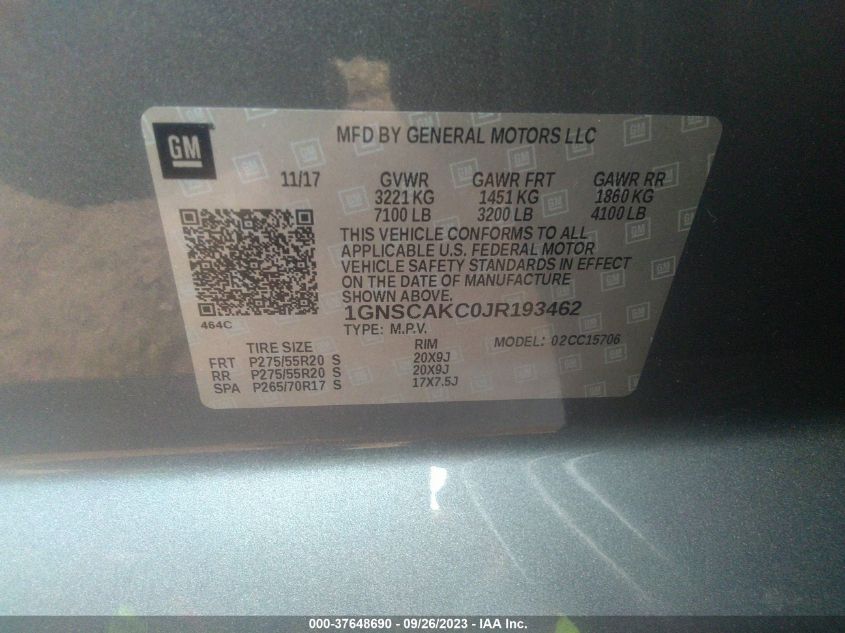 GM
MFD BY GENERAL MOTORS LLC
11/17 GVWR GAWR FRT GAWR RR
3221 KG 1451 KG 1860 KG
7100 LB 3200 LB 4100 LB
THIS VEHICLE CONFORMS TO ALL
APPLICABLE U.S. FEDERAL MOTOR
VEHICLE SAFETY STANDARDS IN EFFECT
ON THE DATE OF MANUFACTURE
SHOWN ABOVE.
1GNSCAKC0JR193462
464C
TYPE: M.P.V. MODEL: 02CC15706
TIRE SIZE RIM
FRT P275/55R20 S 20X9J
RR P275/55R20 S 20X9J
SPA P265/70R17 S 17X7.5J
000-37648690 - 09/26/2023 - IAA Inc.